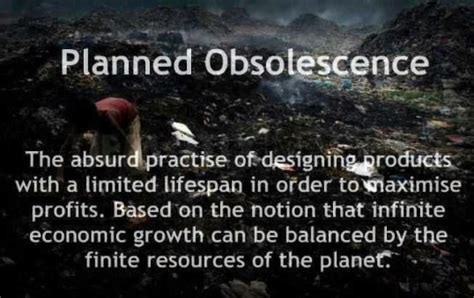 Planned Obsolescence
The absurd practise of designing products
with a limited lifespan in order to maximise
profits. Based on the notion that infinite
economic growth can be balanced by the
finite resources of the planet.